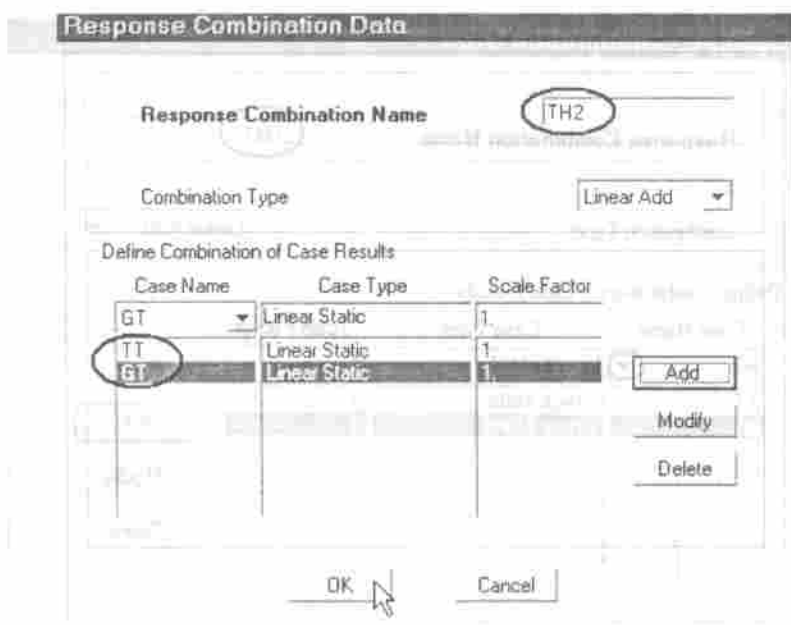 Response Combination Data
Response Combination Name TH2
Combination Type Linear Add
Define Combination of Case Results
Case Name Case Type Scale Factor
GT Linear Static 1.
TT Linear Static 1.
GT Linear Static 1.
Add
Modify
Delete
OK Cancel